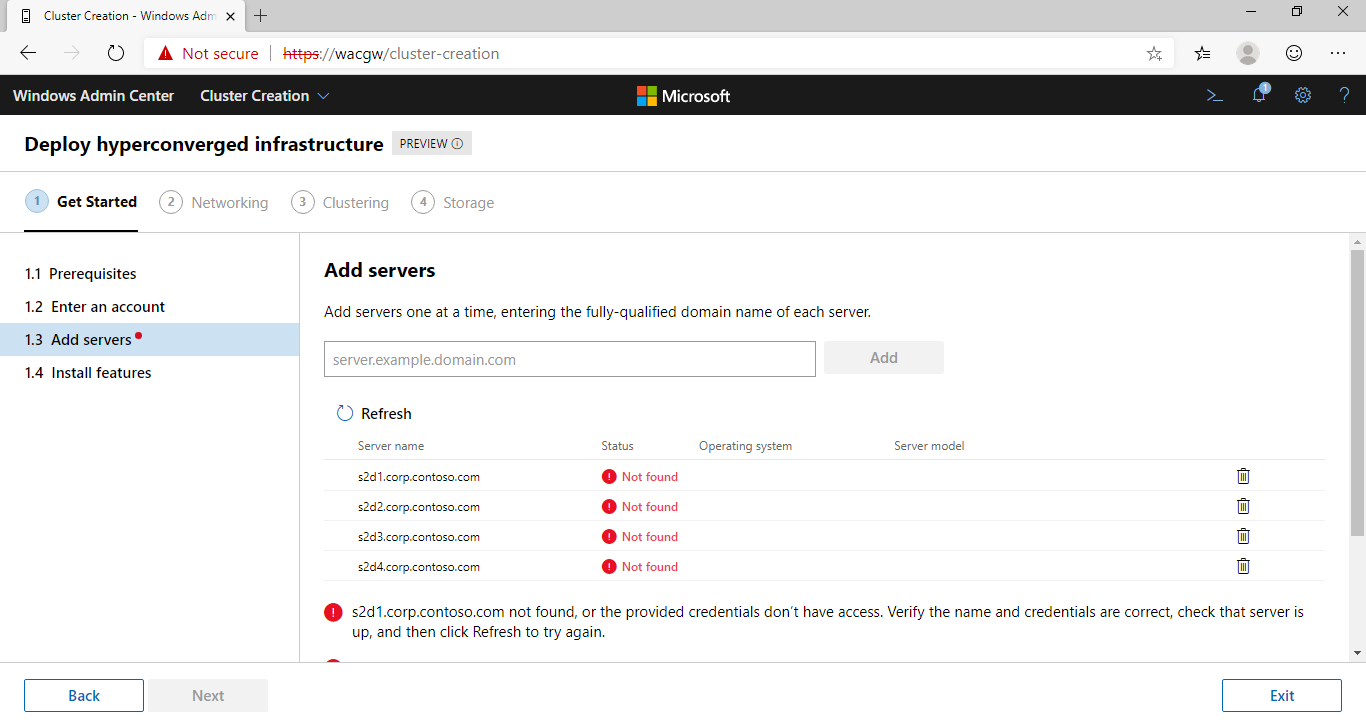 Cluster Creation - Windows Adm
Not secure https://wacgw/cluster-creation
Windows Admin Center Cluster Creation Microsoft 1 ?
Deploy hyperconverged infrastructure PREVIEW
1 Get Started 2 Networking 3 Clustering 4 Storage
1.1 Prerequisites
1.2 Enter an account
1.3 Add servers
1.4 Install features
Add servers
Add servers one at a time, entering the fully-qualified domain name of each server.
server.example.domain.com Add
Refresh
Server name Status Operating system Server model
s2d1.corp.contoso.com Not found
s2d2.corp.contoso.com Not found
s2d3.corp.contoso.com Not found
s2d4.corp.contoso.com Not found
s2d1.corp.contoso.com not found, or the provided credentials don't have access. Verify the name and credentials are correct, check that server is
up, and then click Refresh to try again.
Back Next Exit